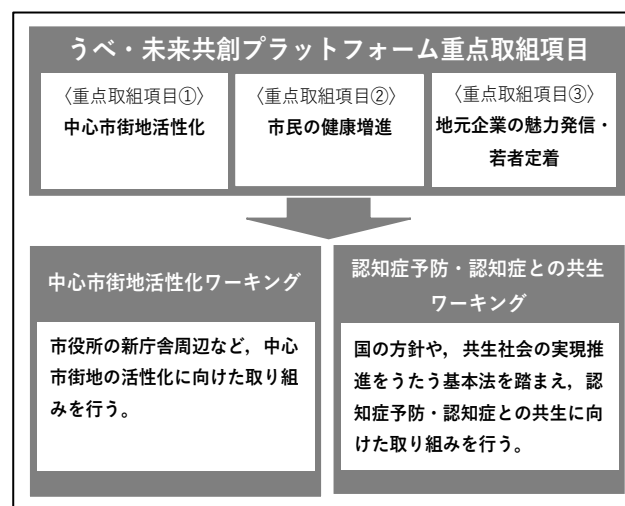 うべ・未来共創プラットフォーム重点取組項目
〈重点取組項目①〉
中心市街地活性化
〈重点取組項目②〉
市民の健康増進
〈重点取組項目③〉
地元企業の魅力発信・
若者定着
中心市街地活性化ワーキング
市役所の新庁舎周辺など，中心
市街地の活性化に向けた取り組
みを行う。
認知症予防・認知症との共生
ワーキング
国の方針や，共生社会の実現推
進をうたう基本法を踏まえ，認
知症予防・認知症との共生に向
けた取り組みを行う。